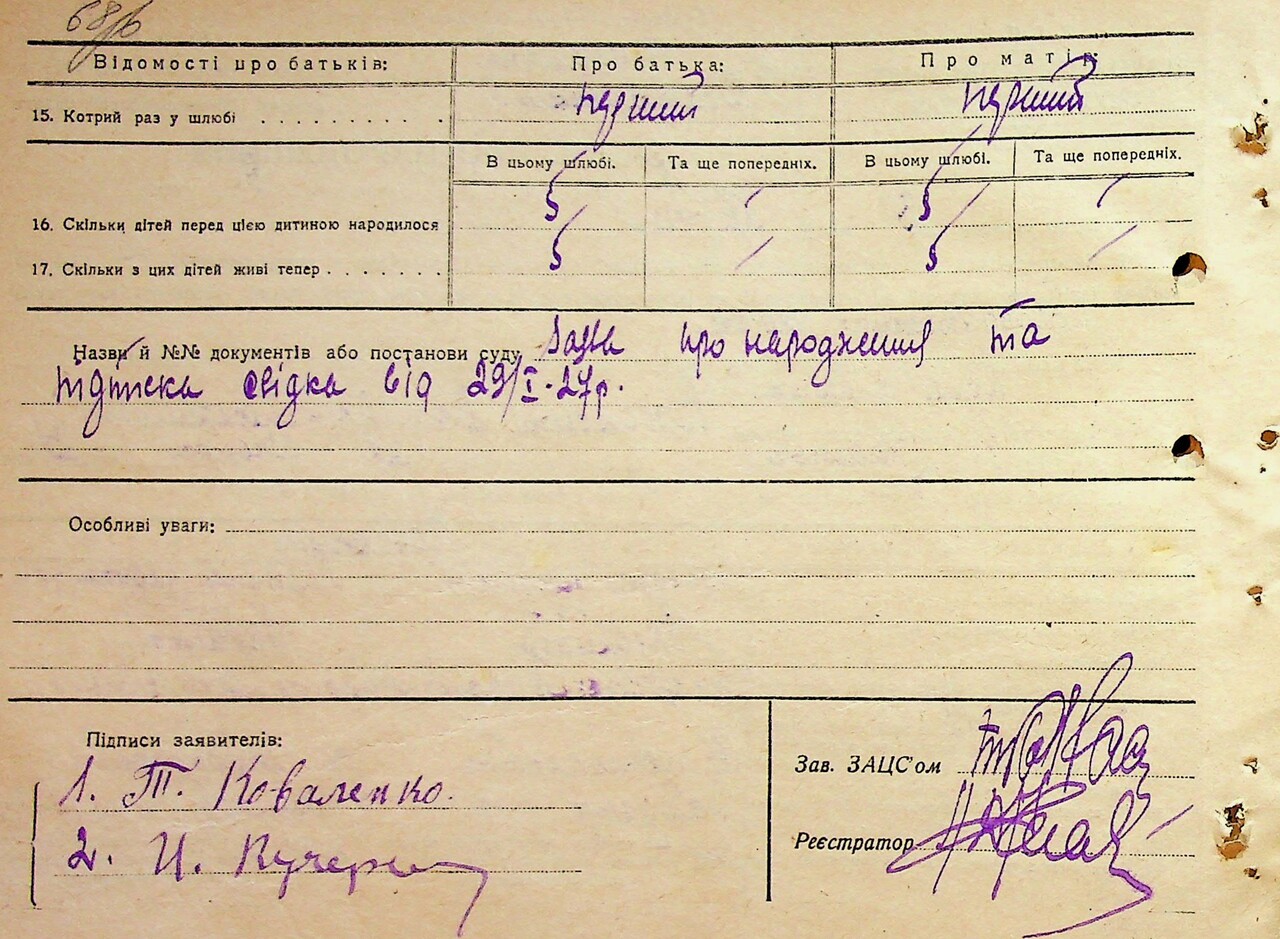 68/б
Відомості про батьків: Про батька: Про матір:
15. Котрий раз у шлюбі . . . . . . . . . . перший перший
В цьому шлюбі. Та ще попередніх. В цьому шлюбі. Та ще попередніх.
16. Скільки дітей перед цією дитиною народилося 5 / 5 /
17. Скільки з цих дітей живі тепер . . . . . . . 5 / 5 /
Назви й №№ документів або постанови суду Заява про народження та
підписка свідка від 29/I-27р.
Особливі уваги:
Підписи заявителів:
1. Т. Коваленко.
Зав. ЗАЦС'ом
2. И. Кучер
Реєстратор